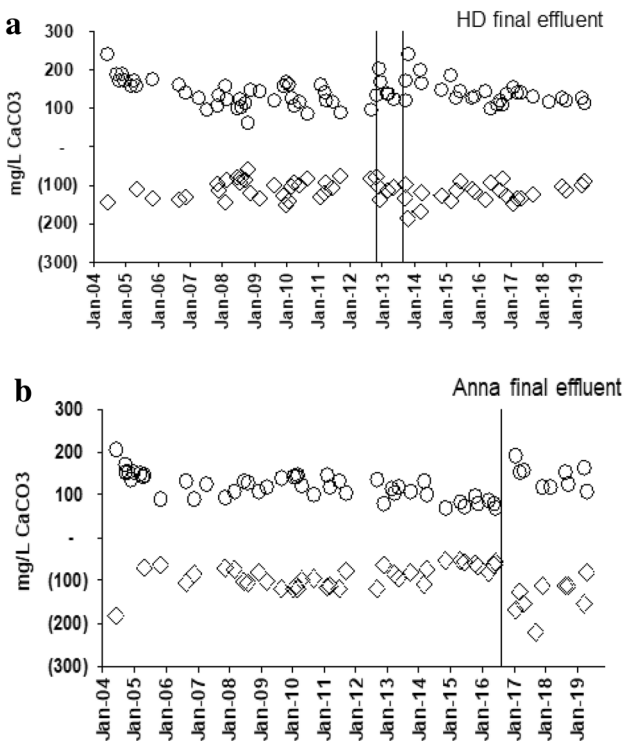 a
HD final effluent
mg/L CaCO3
300
200
100
-
(100)
(200)
(300)
Jan-04
Jan-05
Jan-06
Jan-07
Jan-08
Jan-09
Jan-10
Jan-11
Jan-12
Jan-13
Jan-14
Jan-15
Jan-16
Jan-17
Jan-18
Jan-19
b
Anna final effluent
mg/L CaCO3
300
200
100
-
(100)
(200)
(300)
Jan-04
Jan-05
Jan-06
Jan-07
Jan-08
Jan-09
Jan-10
Jan-11
Jan-12
Jan-13
Jan-14
Jan-15
Jan-16
Jan-17
Jan-18
Jan-19